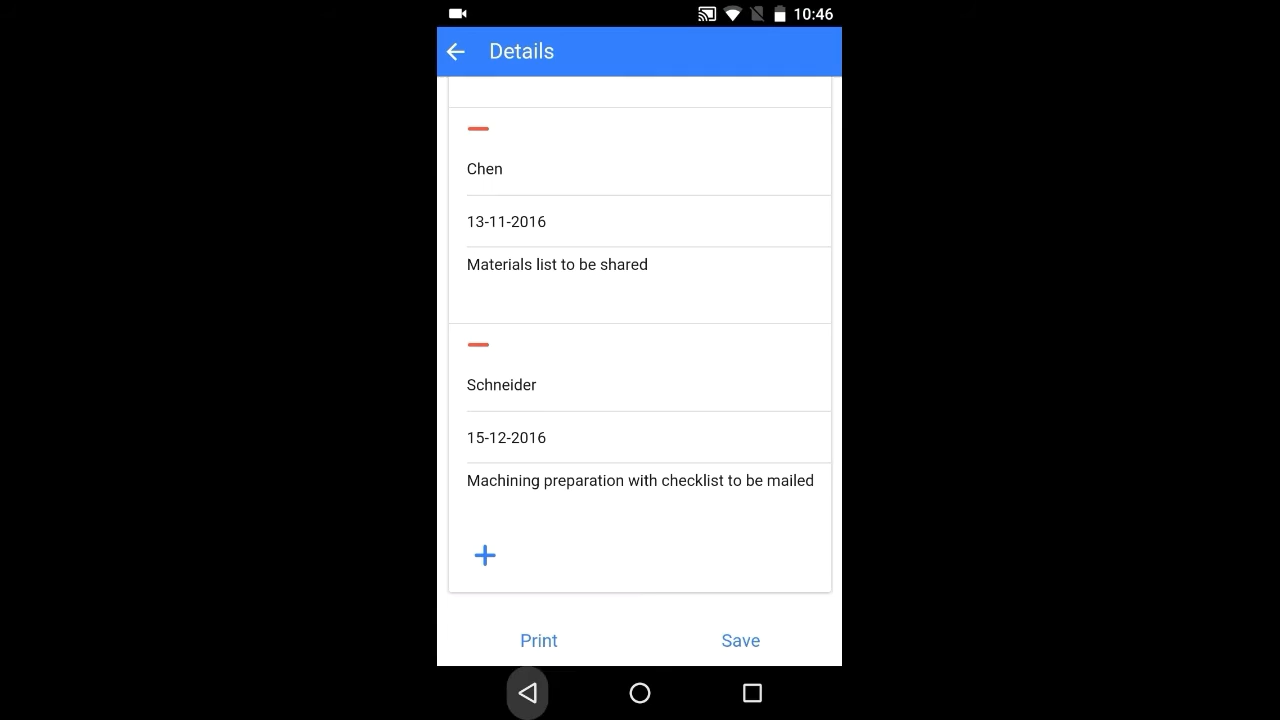 10:46
Details
Chen
13-11-2016
Materials list to be shared
Schneider
15-12-2016
Machining preparation with checklist to be mailed
Print Save